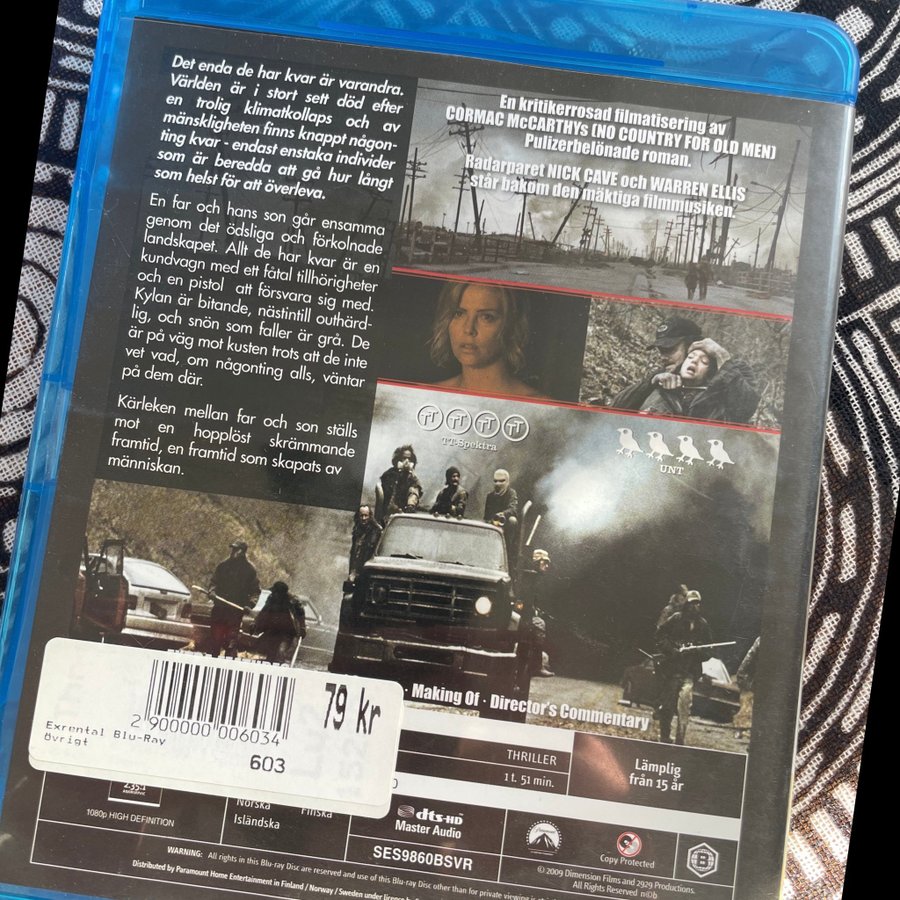 Det enda de har kvar är varandra.
Världen är i stort sett död efter
en trolig klimatkollaps och av
mänskligheten finns knappt någon-
ting kvar - endast enstaka individer
som är beredda att gå hur långt
som helst för att överleva.
En far och hans son går ensamma
genom det ödsliga och förkolnade
landskapet. Allt de har kvar är en
kundvagn med ett fåtal tillhörigheter
och en pistol att försvara sig med.
Kylan är bitande, nästintill outhärd-
lig, och snön som faller är grå. De
är på väg mot kusten trots att de inte
vet vad, om någonting alls, väntar
på dem där.
Kärleken mellan far och son ställs
mot en hopplöst skrämmande
framtid, en framtid som skapats av
människan.
En kritikerrosad filmatisering av
CORMAC McCARTHYs (NO COUNTRY FOR OLD MEN)
Pulizerbelönade roman.
Radarparet NICK CAVE och WARREN ELLIS
står bakom den mäktiga filmmusiken.
TT TT TT TT
TT-Spektra
UNT
· Making Of · Director's Commentary
79 kr
2 900000 006034
Exrental Blu-Ray
övrigt
603
THRILLER
1 t. 51 min.
Lämplig
från 15 år
2.35:1
1080p HIGH DEFINITION
Norska
Finska
Isländska
dts-HD
Master Audio
SES9860BSVR
Paramount
Copy Protected
© 2009 Dimension Films and 2929 Productions.
All Rights Reserved n©b
B
WARNING: All rights in this Blu-ray Disc are reserved and use of this Blu-ray Disc other than for private viewing
Distributed by Paramount Home Entertainment in Finland / Norway / Sweden under licence